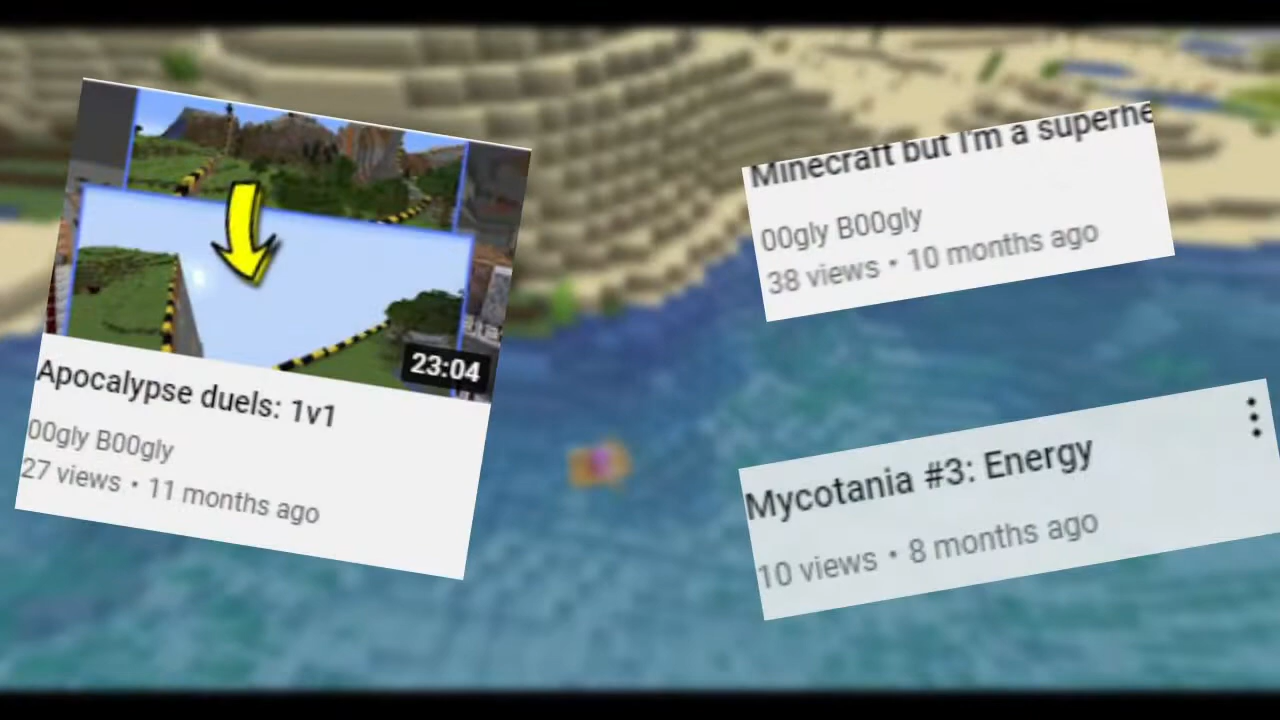 23:04
Apocalypse duels: 1v1
00gly B00gly
27 views • 11 months ago
Minecraft but I'm a superhe
00gly B00gly
38 views • 10 months ago
Mycotania #3: Energy
10 views • 8 months ago